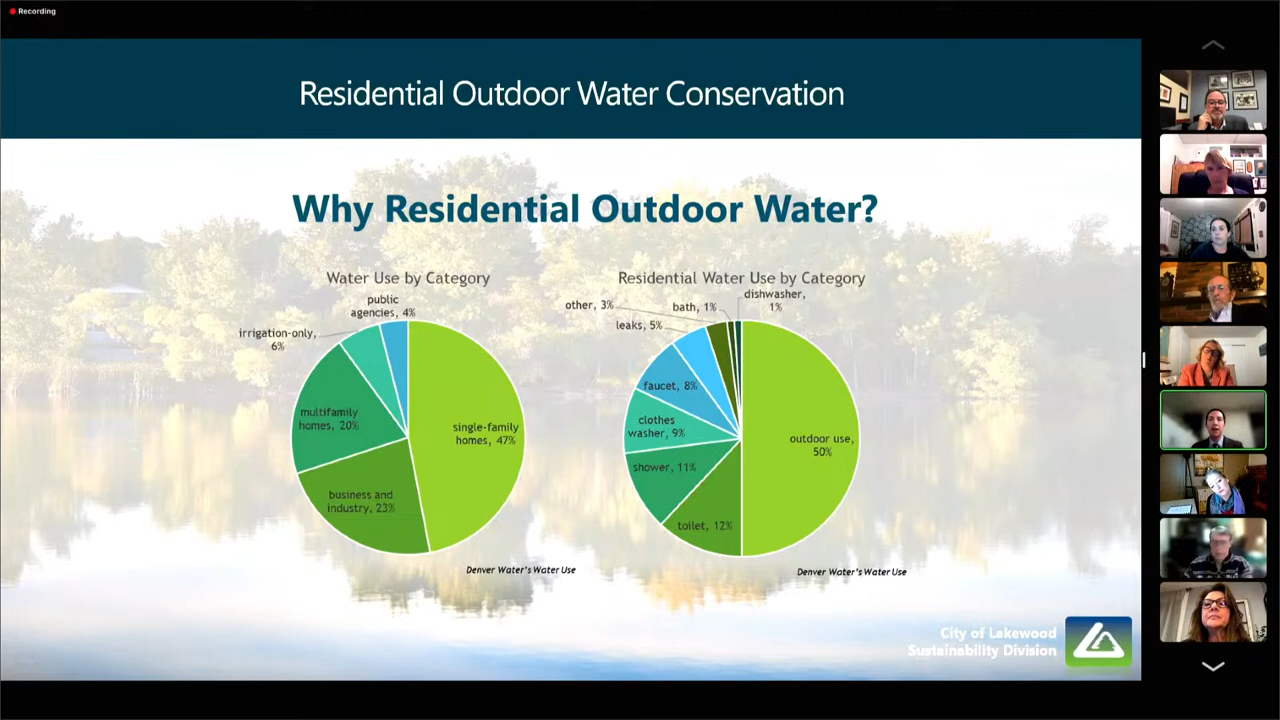 Recording
Residential Outdoor Water Conservation
Why Residential Outdoor Water?
Water Use by Category
public
agencies, 4%
irrigation-only,
6%
multifamily
homes, 20%
single-family
homes, 47%
business and
industry, 23%
Denver Water's Water Use
Residential Water Use by Category
dishwasher,
1%
other, 3%
bath, 1%
leaks, 5%
faucet, 8%
clothes
washer, 9%
outdoor use,
50%
shower, 11%
toilet, 12%
Denver Water's Water Use
City of Lakewood
Sustainability Division